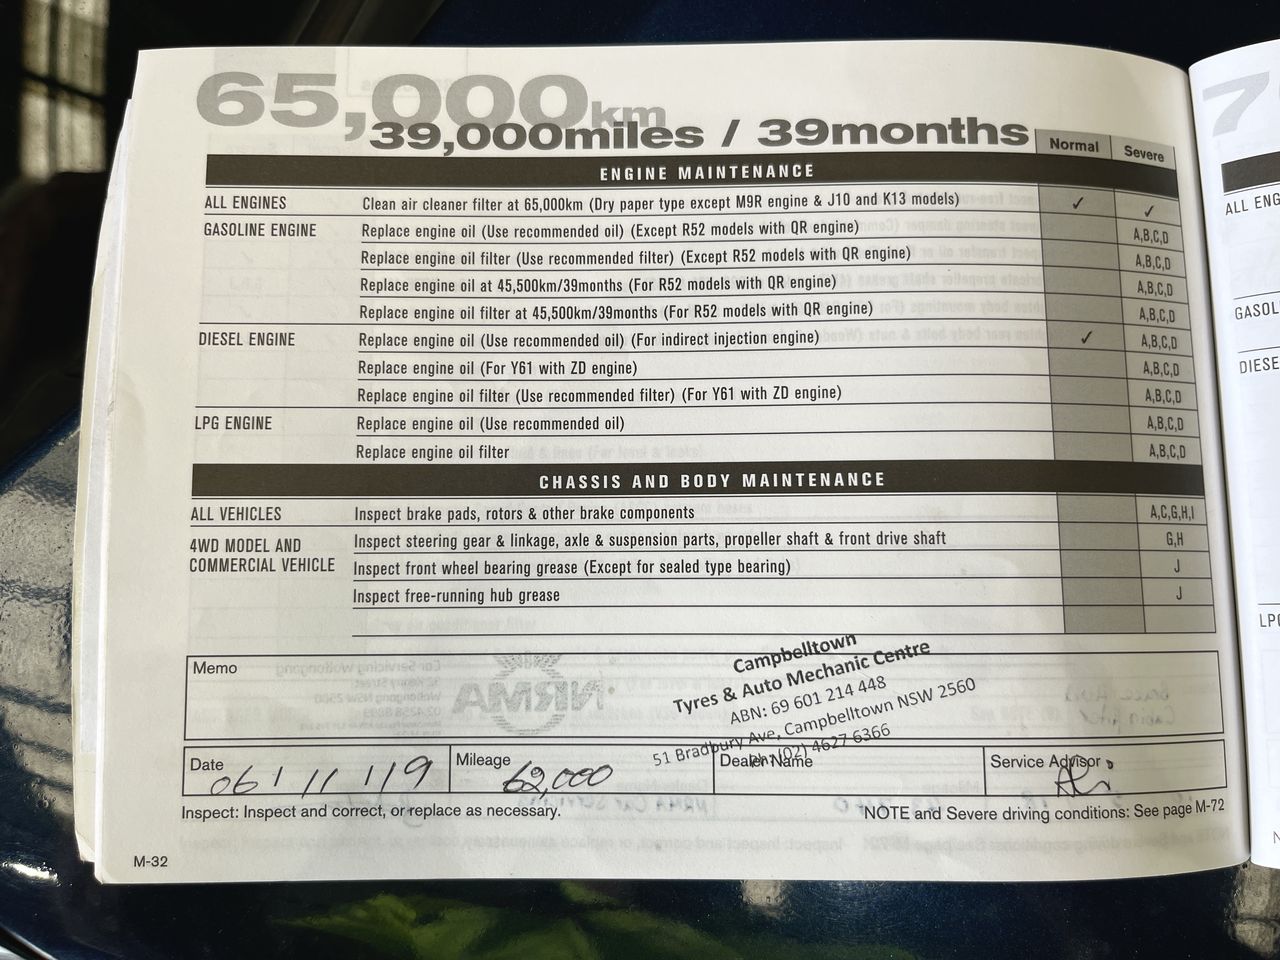 65,000km
39,000miles / 39months
Normal Severe
ENGINE MAINTENANCE
ALL ENGINES Clean air cleaner filter at 65,000km (Dry paper type except M9R engine & J10 and K13 models) ✓ ✓
GASOLINE ENGINE Replace engine oil (Use recommended oil) (Except R52 models with QR engine) A,B,C,D
Replace engine oil filter (Use recommended filter) (Except R52 models with QR engine) A,B,C,D
Replace engine oil at 45,500km/39months (For R52 models with QR engine) A,B,C,D
Replace engine oil filter at 45,500km/39months (For R52 models with QR engine) A,B,C,D
DIESEL ENGINE Replace engine oil (Use recommended oil) (For indirect injection engine) ✓ A,B,C,D
Replace engine oil (For Y61 with ZD engine) A,B,C,D
Replace engine oil filter (Use recommended filter) (For Y61 with ZD engine) A,B,C,D
LPG ENGINE Replace engine oil (Use recommended oil) A,B,C,D
Replace engine oil filter A,B,C,D
CHASSIS AND BODY MAINTENANCE
ALL VEHICLES Inspect brake pads, rotors & other brake components A,C,G,H,I
4WD MODEL AND COMMERCIAL VEHICLE Inspect steering gear & linkage, axle & suspension parts, propeller shaft & front drive shaft G,H
Inspect front wheel bearing grease (Except for sealed type bearing) J
Inspect free-running hub grease J
Memo
Campbelltown
Tyres & Auto Mechanic Centre
ABN: 69 601 214 448
51 Bradbury Ave, Campbelltown NSW 2560
Ph: (02) 4627 6366
Date 06/11/19 Mileage 62,000 Dealer Name Service Advisor
Inspect: Inspect and correct, or replace as necessary. NOTE and Severe driving conditions: See page M-72
M-32
7
ALL ENG
GASOL
DIESE